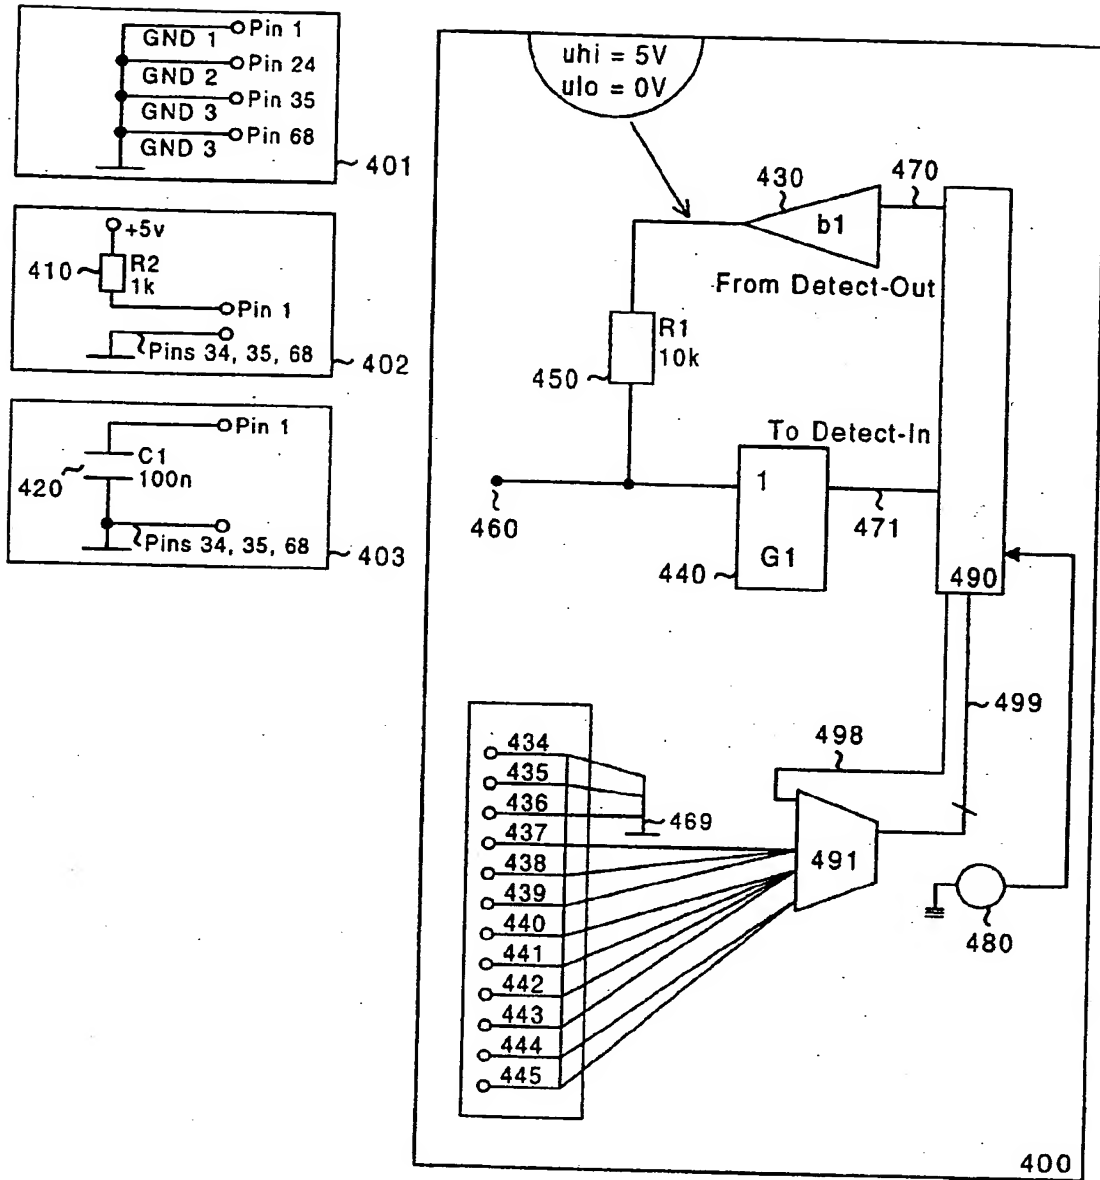 GND 1
Pin 1
GND 2
Pin 24
GND 3
Pin 35
GND 3
Pin 68
401
+5v
410
R2
1k
Pin 1
Pins 34, 35, 68
402
Pin 1
420
C1
100n
Pins 34, 35, 68
403
uhi = 5V
ulo = 0V
430
470
b1
From Detect-Out
R1
10k
450
To Detect-In
1
460
471
440
G1
490
499
498
434
435
436
469
437
438
439
440
441
442
443
444
445
491
480
400